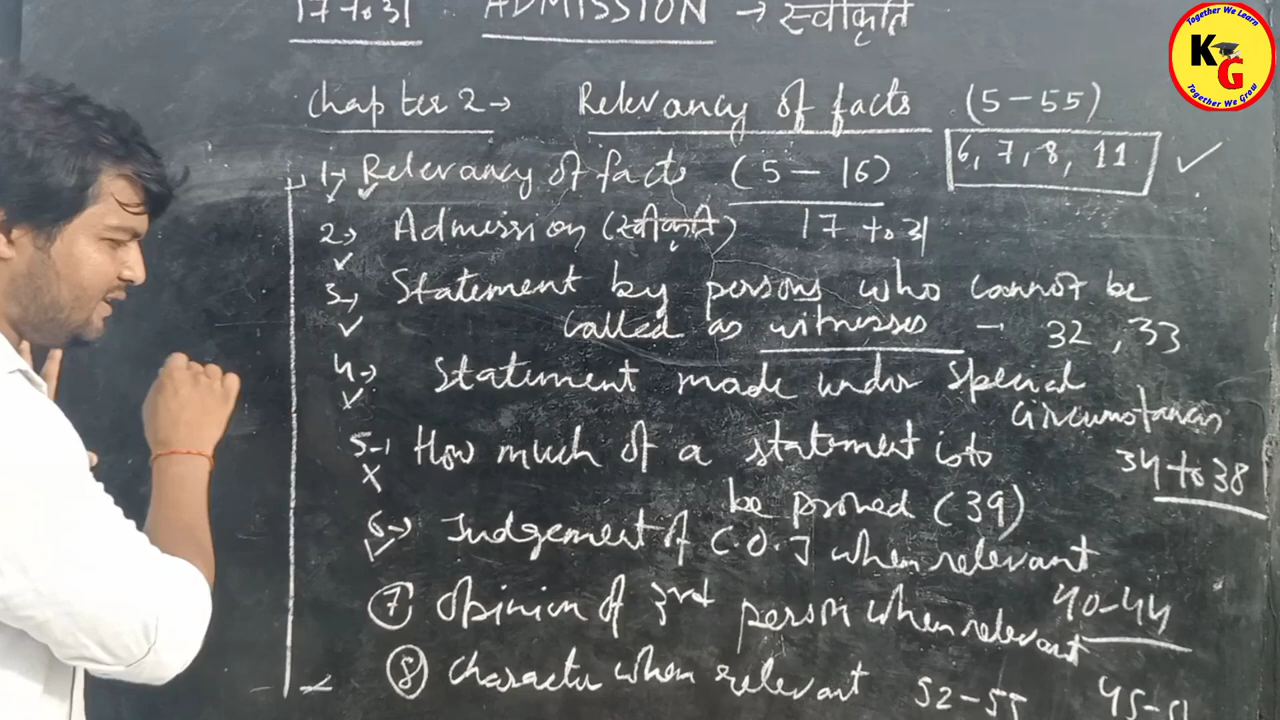 17 to 31 ADMISSION → स्वीकृति
Chapter 2 → Relevancy of facts (5-55)
1→ Relevancy of facts (5-16) 6, 7, 8, 11
2→ Admission (स्वीकृति) 17 to 31
3→ Statement by persons who cannot be
called as witnesses → 32, 33
4→ Statement made under special
circumstances
34 to 38
5→ How much of a statement is to
be proved (39)
6→ Judgement of C.O.J when relevant
40-44
7 Opinion of 3rd person when relevant
45-51
8 character when relevant 52-55
Together We Learn
KG
Together We Grow